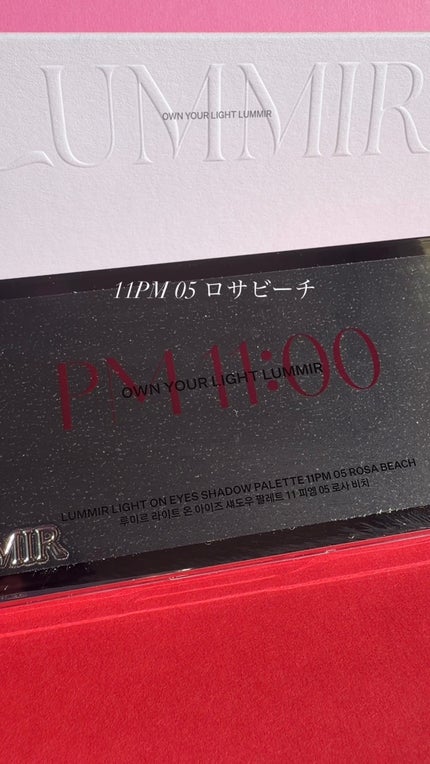 LUMMIR
OWN YOUR LIGHT LUMMIR
11PM 05 ロサビーチ
PM 11:00
OWN YOUR LIGHT LUMMIR
LUMMIR LIGHT ON EYES SHADOW PALETTE 11PM 05 ROSA BEACH
루미르 라이트 온 아이즈 섀도우 팔레트 11 피엠 05 로사 비치
MIR